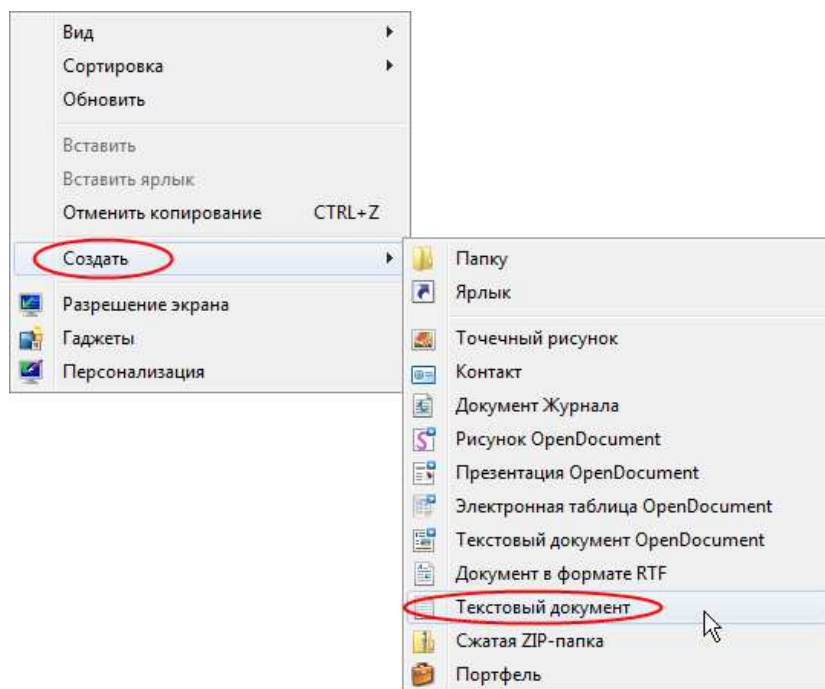 Вид
Сортировка
Обновить
Вставить
Вставить ярлык
Отменить копирование CTRL+Z
Создать
Разрешение экрана
Гаджеты
Персонализация
Папку
Ярлык
Точечный рисунок
Контакт
Документ Журнала
Рисунок OpenDocument
Презентация OpenDocument
Электронная таблица OpenDocument
Текстовый документ OpenDocument
Документ в формате RTF
Текстовый документ
Сжатая ZIP-папка
Портфель